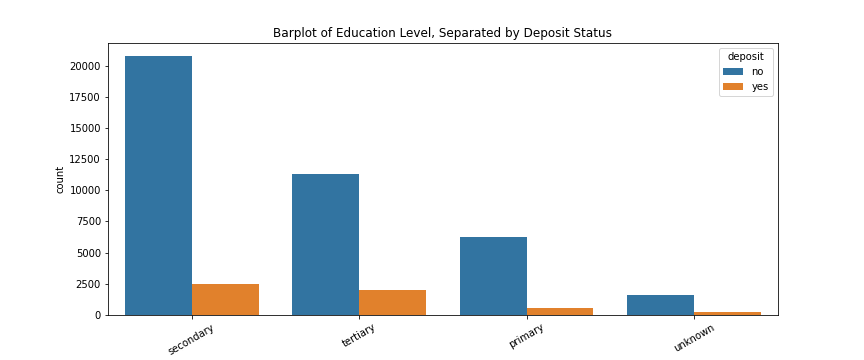 Barplot of Education Level, Separated by Deposit Status
deposit
no
yes
20000
17500
15000
12500
10000
7500
5000
2500
0
count
secondary
tertiary
primary
unknown